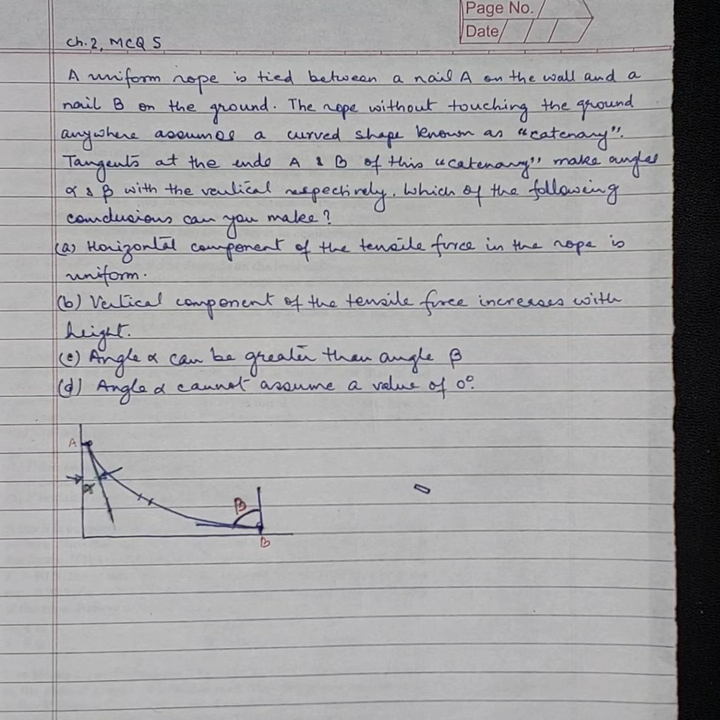 Page No.
Date
Ch. 2, MCQ 5
A uniform rope is tied between a nail A on the wall and a
nail B on the ground. The rope without touching the ground
anywhere assumes a curved shape known as "catenary".
Tangents at the ends A & B of this "catenary" make angles
α & β with the vertical respectively. Which of the following
conclusions can you make?
(a) Horizontal component of the tensile force in the rope is
uniform.
(b) Vertical component of the tensile force increases with
height.
(c) Angle α can be greater than angle β
(d) Angle α cannot assume a value of 0°.
A
α
β
B